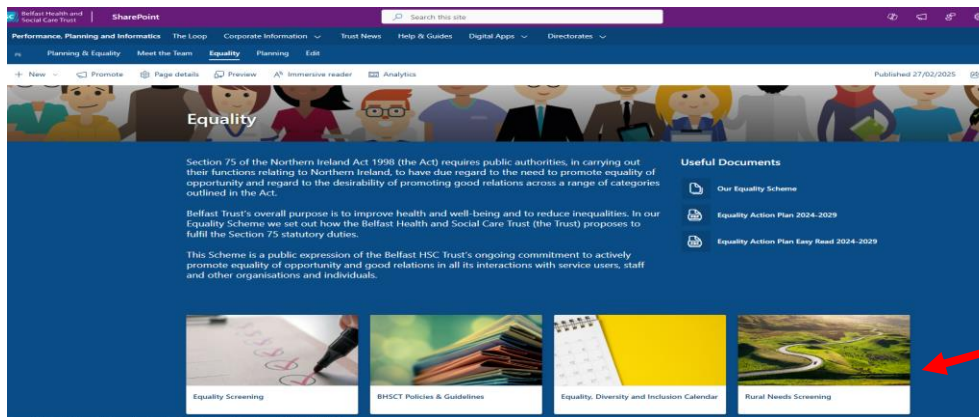 Belfast Health and
Social Care Trust
SharePoint
Search this site
Performance, Planning and Informatics The Loop Corporate Information Trust News Help & Guides Digital Apps Directorates
Planning & Equality Meet the Team Equality Planning Edit
New Promote Page details Preview Immersive reader Analytics Published 27/02/2025
Equality
Section 75 of the Northern Ireland Act 1998 (the Act) requires public authorities, in carrying out
their functions relating to Northern Ireland, to have due regard to the need to promote equality of
opportunity and regard to the desirability of promoting good relations across a range of categories
outlined in the Act.
Belfast Trust's overall purpose is to improve health and well-being and to reduce inequalities. In our
Equality Scheme we set out how the Belfast Health and Social Care Trust (the Trust) proposes to
fulfil the Section 75 statutory duties.
This Scheme is a public expression of the Belfast HSC Trust's ongoing commitment to actively
promote equality of opportunity and good relations in all its interactions with service users, staff
and other organisations and individuals.
Useful Documents
Our Equality Scheme
Equality Action Plan 2024-2029
Equality Action Plan Easy Read 2024-2029
Equality Screening
BHSCT Policies & Guidelines
Equality, Diversity and Inclusion Calendar
Rural Needs Screening